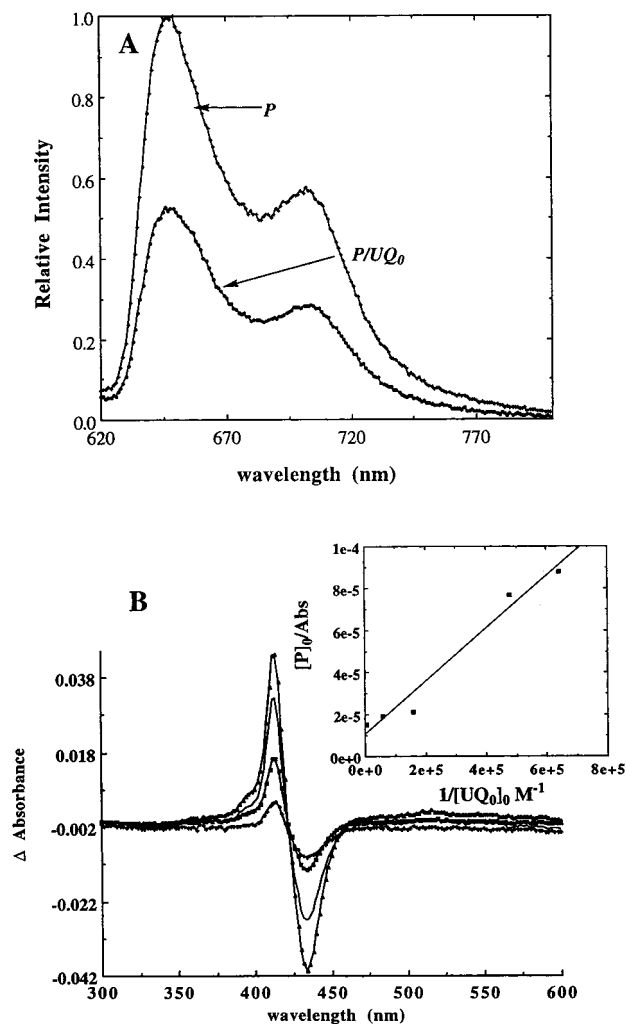 A
1.0
0.8
0.6
0.4
0.2
0.0
Relative Intensity
P
P/UQ0
620 670 720 770
wavelength (nm)
B
0.038
0.018
-0.002
-0.022
-0.042
Δ Absorbance
300 350 400 450 500 550 600
wavelength (nm)
1e-4
8e-5
6e-5
4e-5
2e-5
0e+0
[P]0/Abs
0e+0 2e+5 4e+5 6e+5 8e+5
1/[UQ0]0 M-1